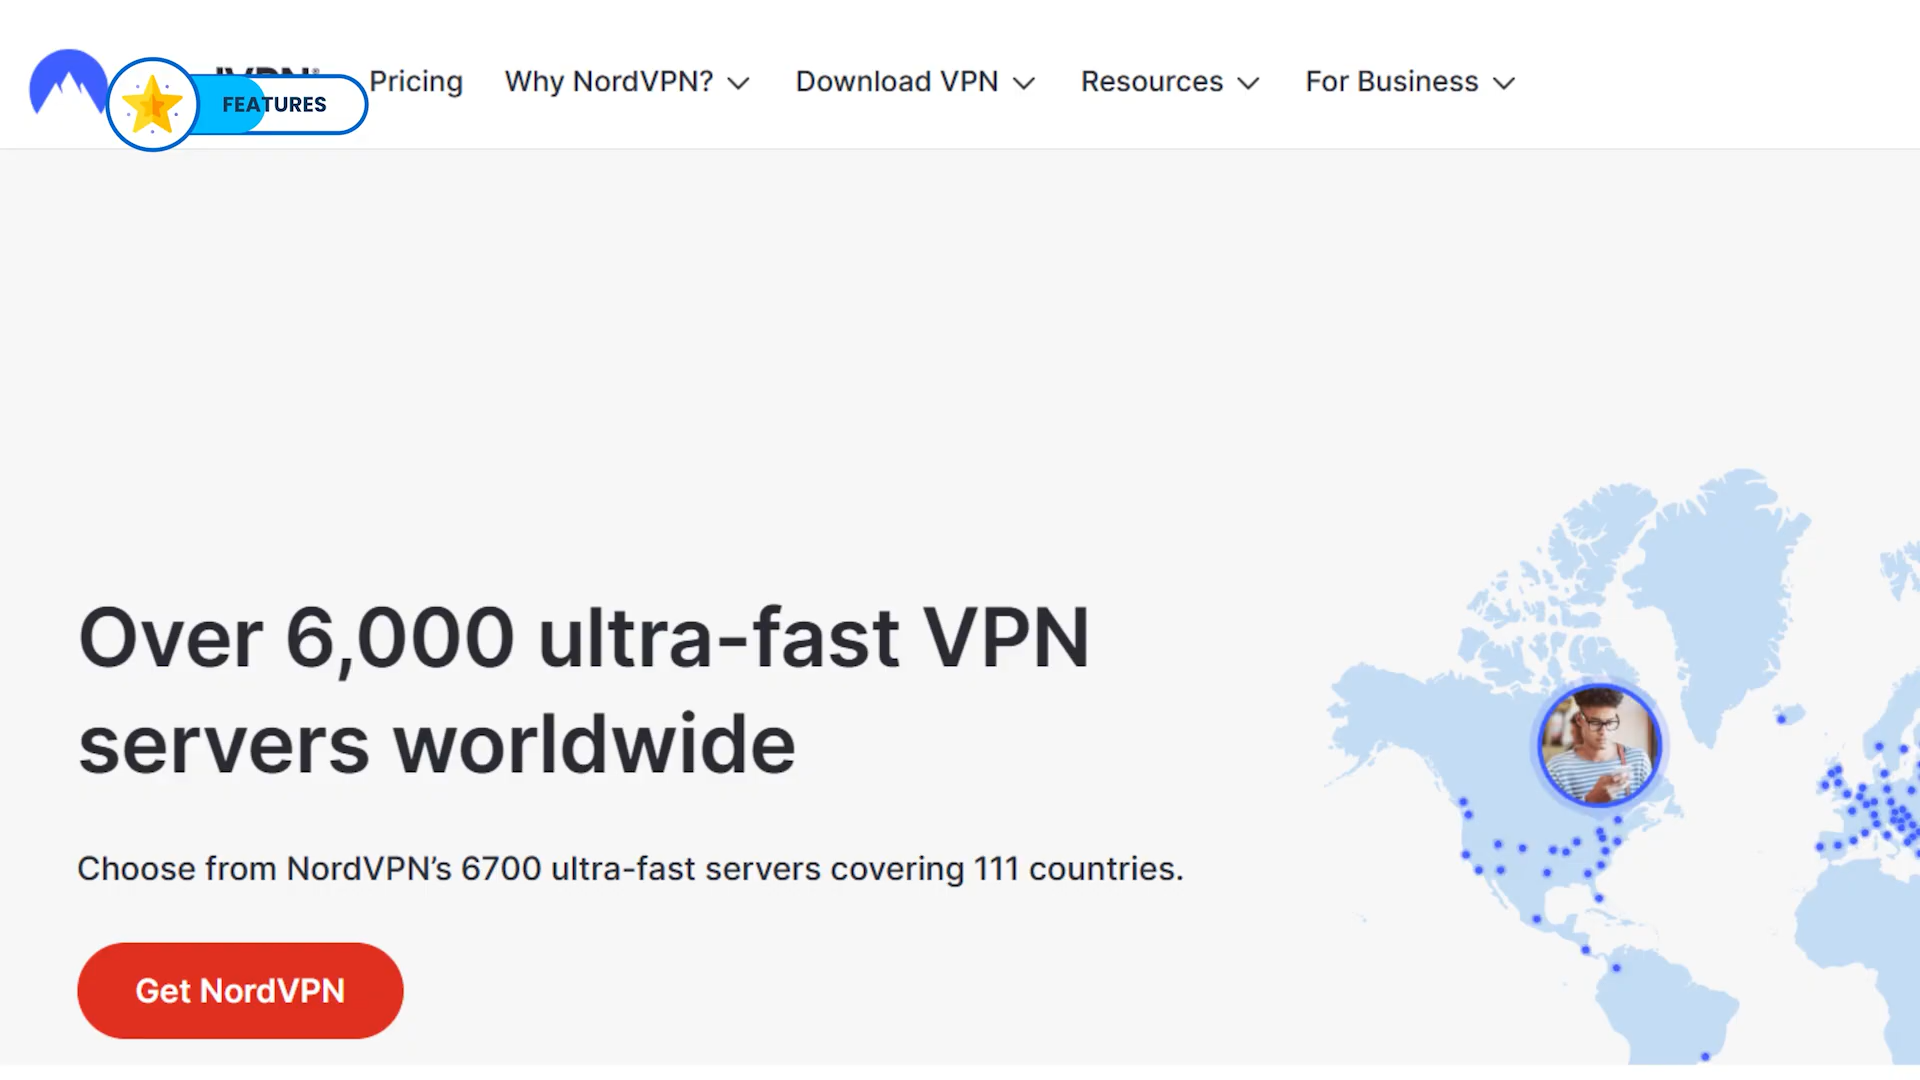 FEATURES
Pricing
Why NordVPN?
Download VPN
Resources
For Business
Over 6,000 ultra-fast VPN
servers worldwide
Choose from NordVPN’s 6700 ultra-fast servers covering 111 countries.
Get NordVPN